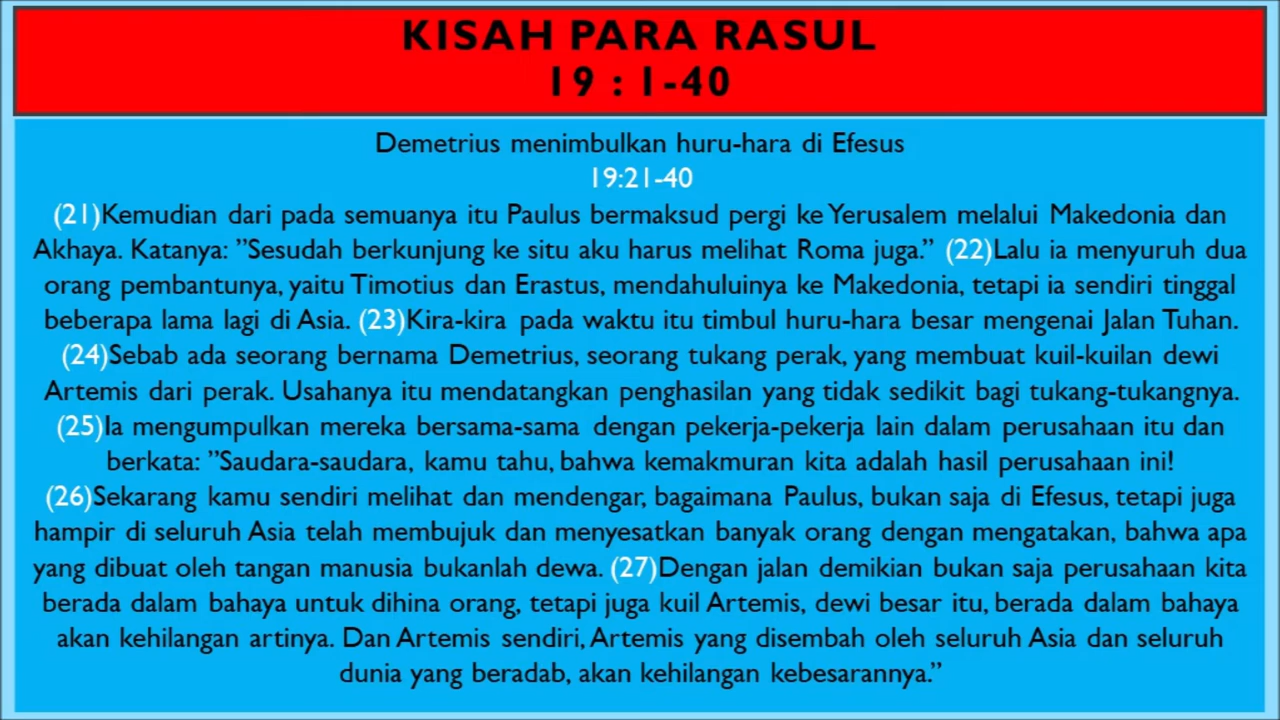 KISAH PARA RASUL
19 : 1-40
Demetrius menimbulkan huru-hara di Efesus
19:21-40
(21)Kemudian dari pada semuanya itu Paulus bermaksud pergi ke Yerusalem melalui Makedonia dan
Akhaya. Katanya: ”Sesudah berkunjung ke situ aku harus melihat Roma juga.” (22)Lalu ia menyuruh dua
orang pembantunya, yaitu Timotius dan Erastus, mendahuluinya ke Makedonia, tetapi ia sendiri tinggal
beberapa lama lagi di Asia. (23)Kira-kira pada waktu itu timbul huru-hara besar mengenai Jalan Tuhan.
(24)Sebab ada seorang bernama Demetrius, seorang tukang perak, yang membuat kuil-kuilan dewi
Artemis dari perak. Usahanya itu mendatangkan penghasilan yang tidak sedikit bagi tukang-tukangnya.
(25)Ia mengumpulkan mereka bersama-sama dengan pekerja-pekerja lain dalam perusahaan itu dan
berkata: ”Saudara-saudara, kamu tahu, bahwa kemakmuran kita adalah hasil perusahaan ini!
(26)Sekarang kamu sendiri melihat dan mendengar, bagaimana Paulus, bukan saja di Efesus, tetapi juga
hampir di seluruh Asia telah membujuk dan menyesatkan banyak orang dengan mengatakan, bahwa apa
yang dibuat oleh tangan manusia bukanlah dewa. (27)Dengan jalan demikian bukan saja perusahaan kita
berada dalam bahaya untuk dihina orang, tetapi juga kuil Artemis, dewi besar itu, berada dalam bahaya
akan kehilangan artinya. Dan Artemis sendiri, Artemis yang disembah oleh seluruh Asia dan seluruh
dunia yang beradab, akan kehilangan kebesarannya.”